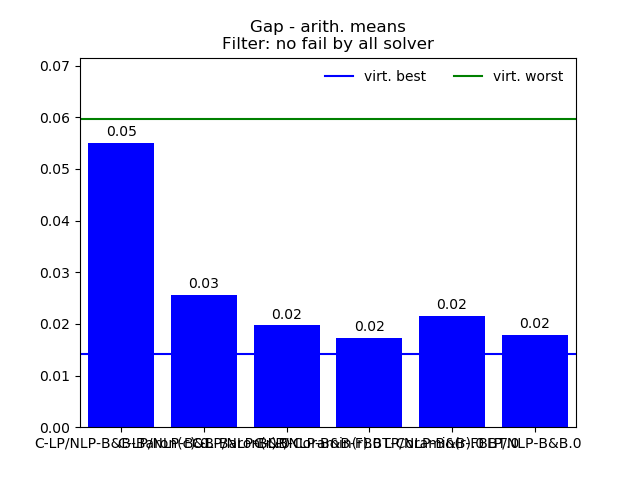 Gap - arith. means
Filter: no fail by all solver
0.07
virt. best
virt. worst
0.06
0.05
0.05
0.04
0.03
0.03
0.02
0.02
0.02
0.02
0.02
0.01
0.00
C-LP/NLP-B&B
NLP-B&B.0